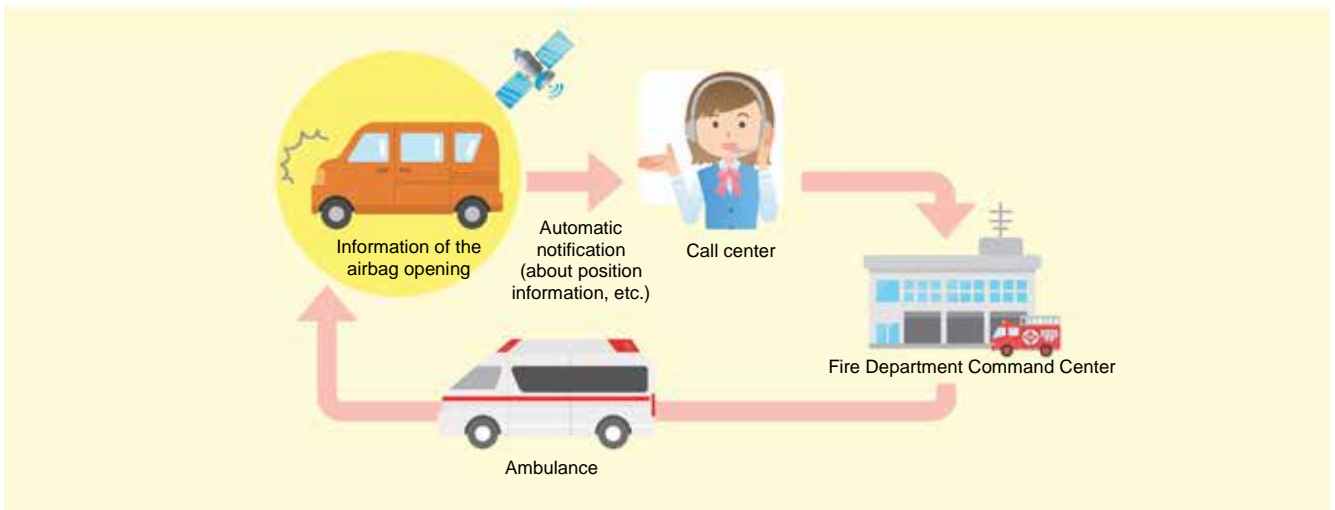 Information of the
airbag opening
Automatic
notification
(about position
information, etc.)
Call center
Fire Department Command Center
Ambulance